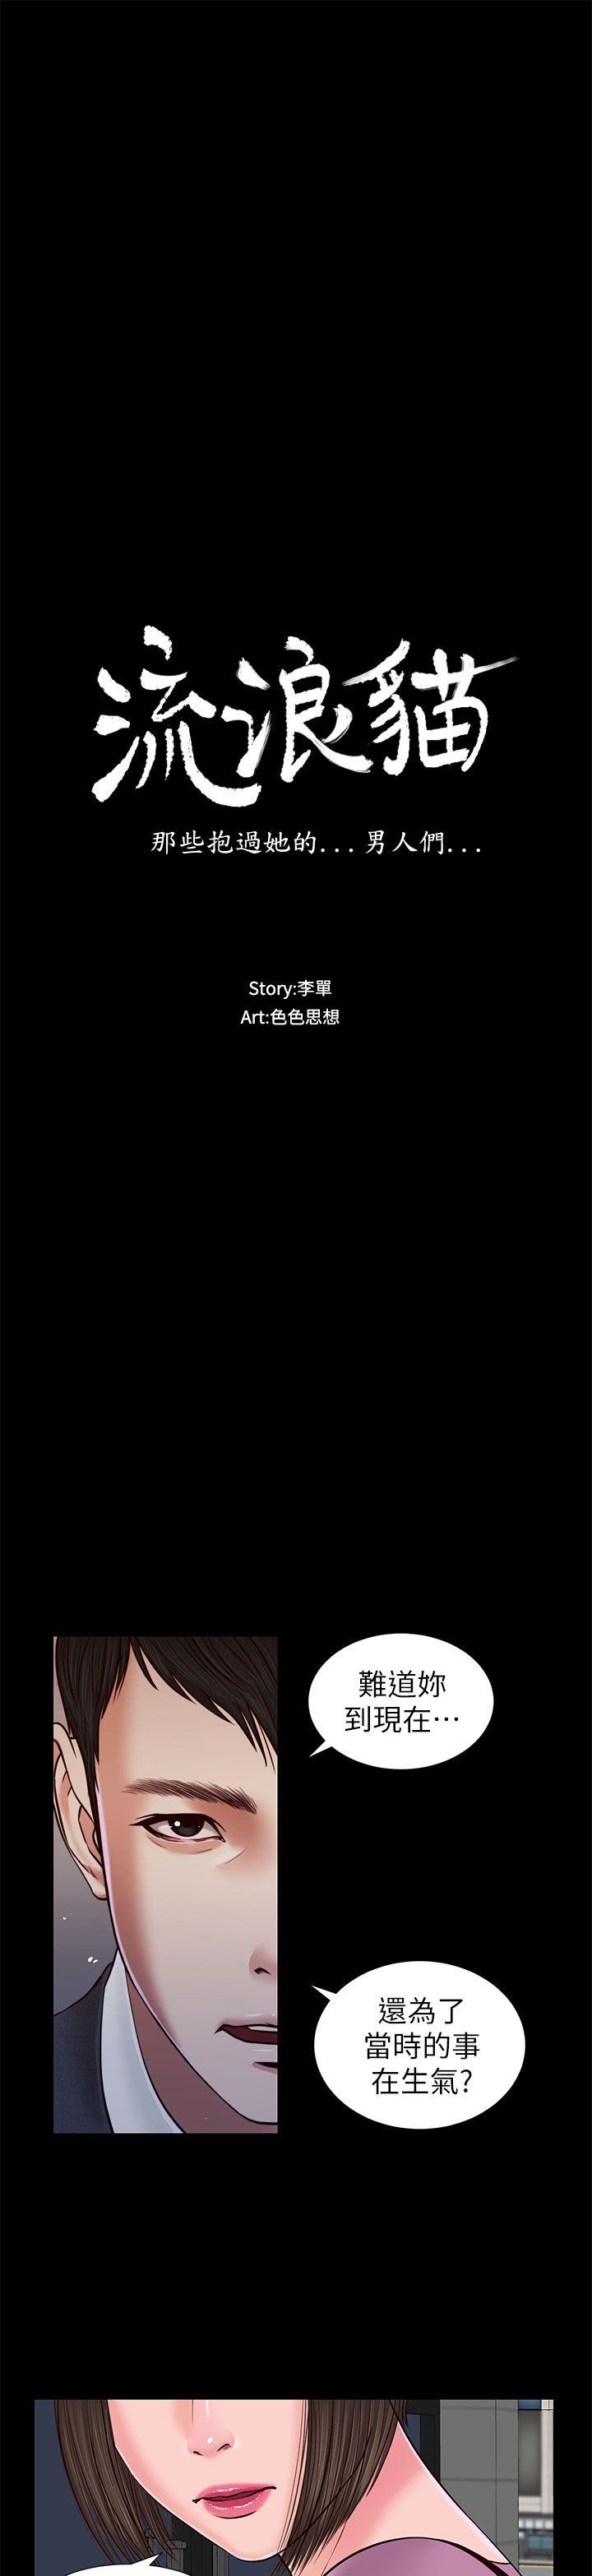 流浪貓
那些抱過她的...男人們...
Story:李單
Art:色色思想
難道妳
到現在…
還為了
當時的事
在生氣?